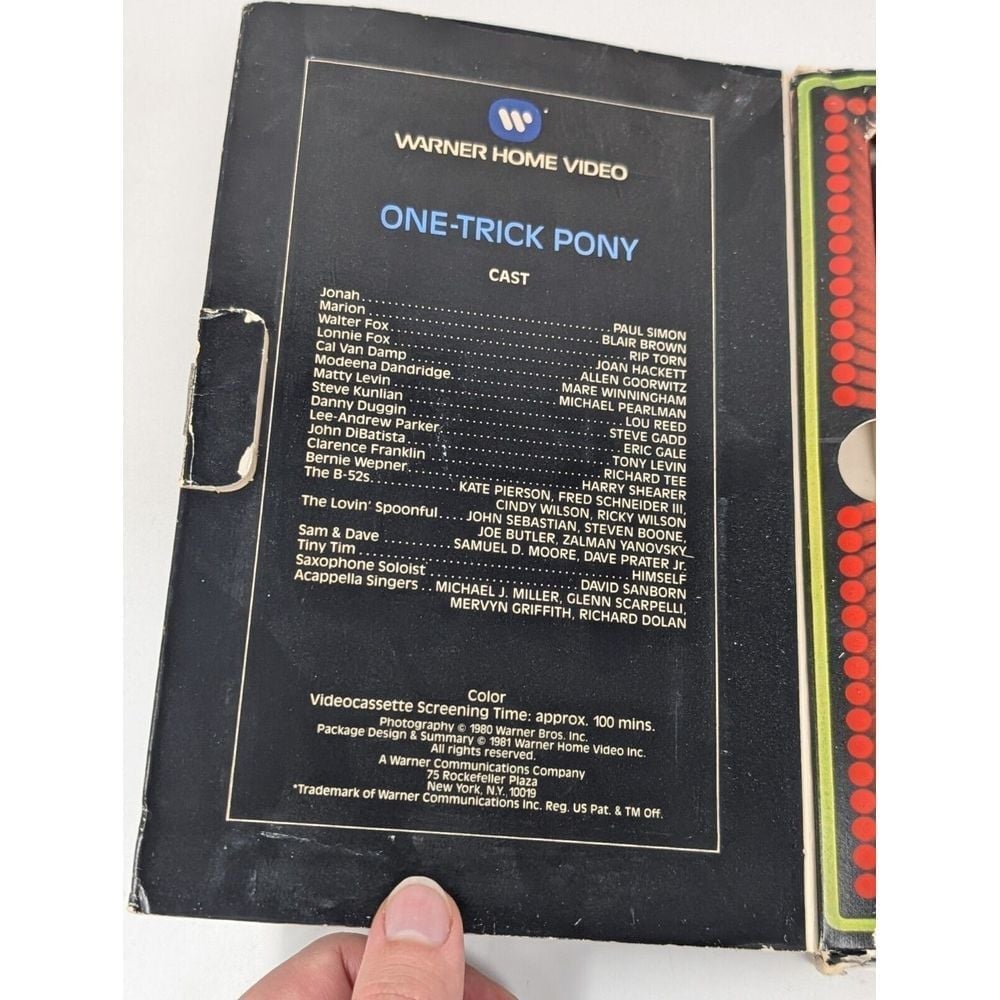 WARNER HOME VIDEO
ONE-TRICK PONY
CAST
Jonah ........ PAUL SIMON
Marion ........ BLAIR BROWN
Walter Fox ........ RIP TORN
Lonnie Fox ........ JOAN HACKETT
Cal Van Damp ........ ALLEN GOORWITZ
Modeena Dandridge ........ MARE WINNINGHAM
Matty Levin ........ MICHAEL PEARLMAN
Steve Kunlian ........ LOU REED
Danny Duggin ........ STEVE GADD
Lee-Andrew Parker ........ ERIC GALE
John DiBatista ........ TONY LEVIN
Clarence Franklin ........ RICHARD TEE
Bernie Wepner ........ HARRY SHEARER
The B-52s ........ KATE PIERSON, FRED SCHNEIDER III,
CINDY WILSON, RICKY WILSON
The Lovin' Spoonful .... JOHN SEBASTIAN, STEVEN BOONE,
JOE BUTLER, ZALMAN YANOVSKY
Sam & Dave ........ SAMUEL D. MOORE, DAVE PRATER Jr.
Tiny Tim ........ HIMSELF
Saxophone Soloist ........ DAVID SANBORN
Acappella Singers .. MICHAEL J. MILLER, GLENN SCARPELLI,
MERVYN GRIFFITH, RICHARD DOLAN
Color
Videocassette Screening Time: approx. 100 mins.
Photography © 1980 Warner Bros. Inc.
Package Design & Summary © 1981 Warner Home Video Inc.
All rights reserved.
A Warner Communications Company
75 Rockefeller Plaza
New York, N.Y. 10019
*Trademark of Warner Communications Inc. Reg. US Pat. & TM Off.